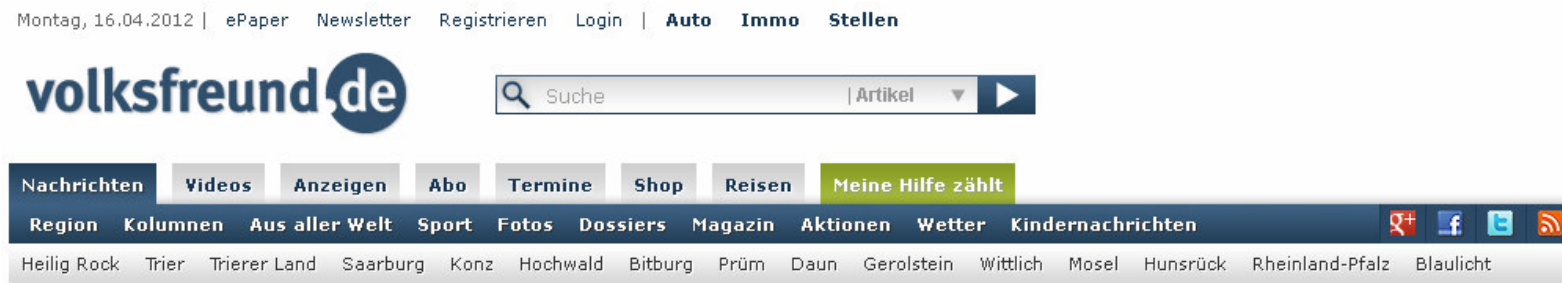 Montag, 16.04.2012 | ePaper Newsletter Registrieren Login | Auto Immo Stellen
volksfreund.de
Suche | Artikel
Nachrichten Videos Anzeigen Abo Termine Shop Reisen Meine Hilfe zählt
Region Kolumnen Aus aller Welt Sport Fotos Dossiers Magazin Aktionen Wetter Kindernachrichten
Heilig Rock Trier Trierer Land Saarburg Konz Hochwald Bitburg Prüm Daun Gerolstein Wittlich Mosel Hunsrück Rheinland-Pfalz Blaulicht